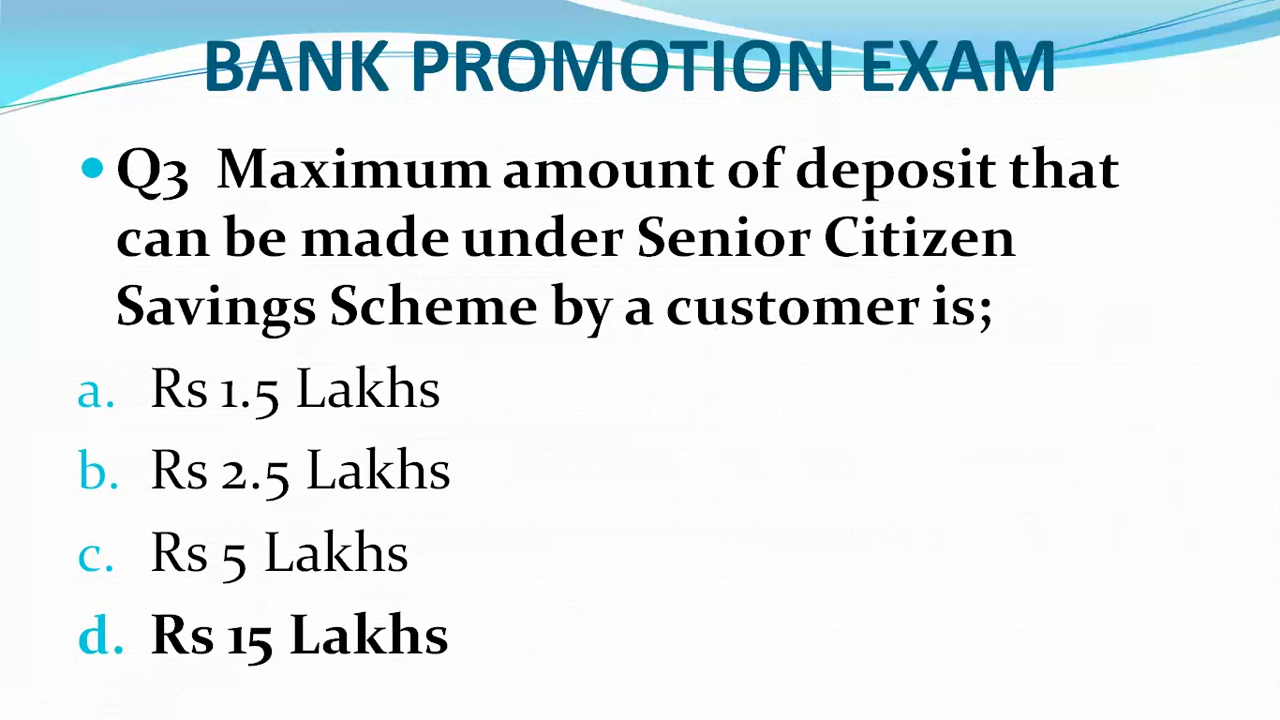 BANK PROMOTION EXAM
• Q3 Maximum amount of deposit that
can be made under Senior Citizen
Savings Scheme by a customer is;
a. Rs 1.5 Lakhs
b. Rs 2.5 Lakhs
c. Rs 5 Lakhs
d. Rs 15 Lakhs